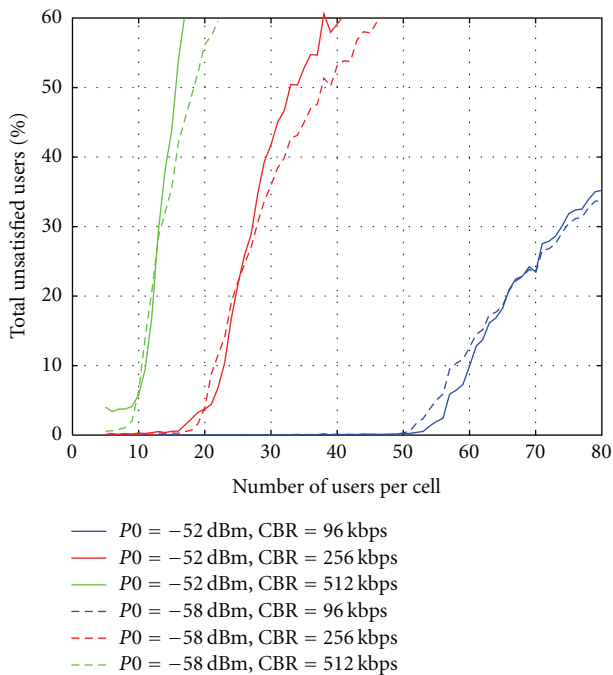 60
50
40
30
20
10
0
Total unsatisfied users (%)
0 10 20 30 40 50 60 70 80
Number of users per cell
P0 = −52 dBm, CBR = 96 kbps
P0 = −52 dBm, CBR = 256 kbps
P0 = −52 dBm, CBR = 512 kbps
P0 = −58 dBm, CBR = 96 kbps
P0 = −58 dBm, CBR = 256 kbps
P0 = −58 dBm, CBR = 512 kbps